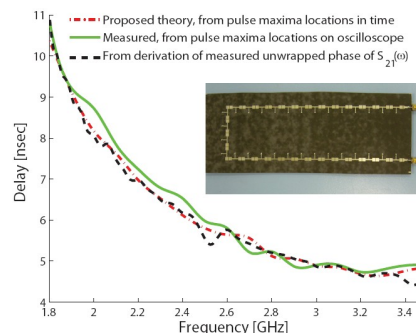 11
10
9
8
7
6
5
4
Delay [nsec]
Proposed theory, from pulse maxima locations in time
Measured, from pulse maxima locations on oscilloscope
From derivation of measured unwrapped phase of S21(ω)
1.8 2 2.2 2.4 2.6 2.8 3 3.2 3.4
Frequency [GHz]